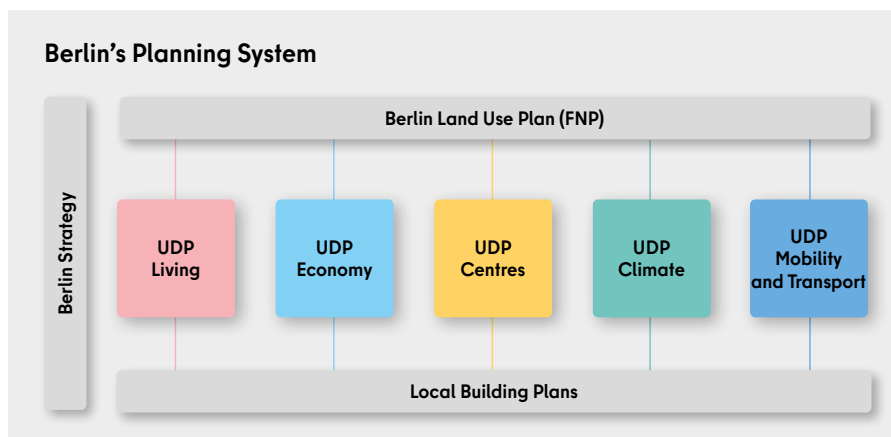 Berlin’s Planning System
Berlin Strategy
Berlin Land Use Plan (FNP)
UDP
Living
UDP
Economy
UDP
Centres
UDP
Climate
UDP
Mobility
and Transport
Local Building Plans